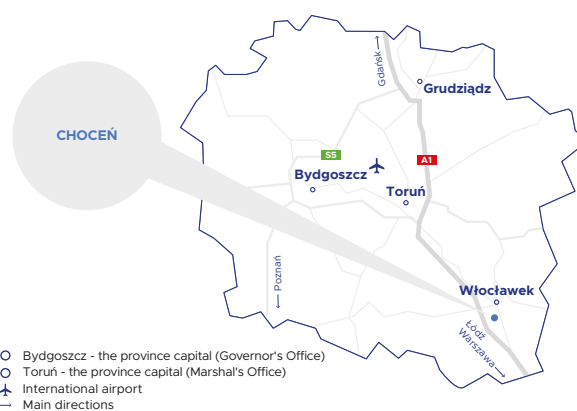 Gdańsk
Grudziądz
CHOCEŃ
S5
A1
Bydgoszcz
Toruń
Poznań
Włocławek
Łódź
Warszawa
Bydgoszcz - the province capital (Governor's Office)
Toruń - the province capital (Marshal's Office)
International airport
Main directions